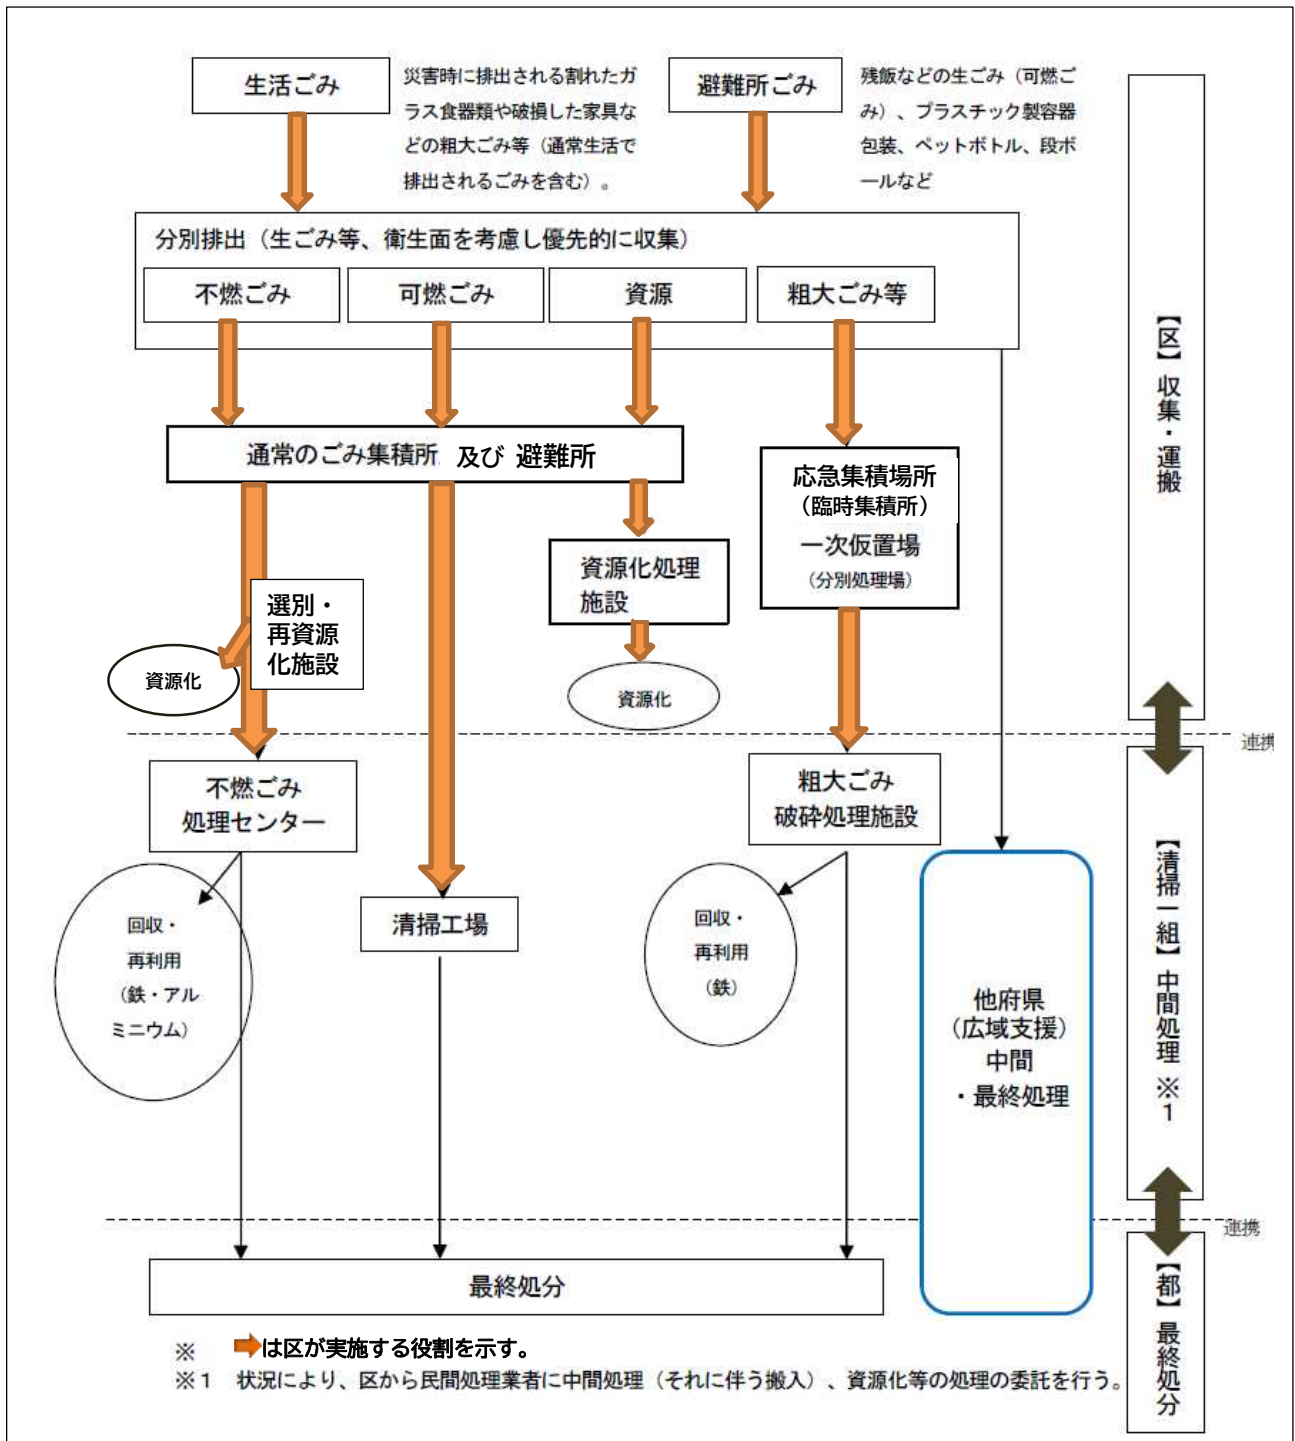 生活ごみ
災害時に排出される割れたガ
ラス食器類や破損した家具な
どの粗大ごみ等（通常生活で
排出されるごみを含む）。
避難所ごみ
残飯などの生ごみ（可燃ご
み）、プラスチック製容器
包装、ペットボトル、段ボ
ールなど
分別排出（生ごみ等、衛生面を考慮し優先的に収集）
不燃ごみ
可燃ごみ
資源
粗大ごみ等
通常のごみ集積所 及び 避難所
応急集積場所
（臨時集積所）
一次仮置場
（分別処理場）
資源化処理
施設
選別・
再資源
化施設
資源化
資源化
【区】収集・運搬
連携
不燃ごみ
処理センター
粗大ごみ
破砕処理施設
回収・
再利用
（鉄・アル
ミニウム）
清掃工場
回収・
再利用
（鉄）
他府県
（広域支援）
中間
・最終処理
【清掃一組】中間処理 ※1
連携
最終処分
【都】最終処分
※ は区が実施する役割を示す。
※１ 状況により、区から民間処理業者に中間処理（それに伴う搬入）、資源化等の処理の委託を行う。